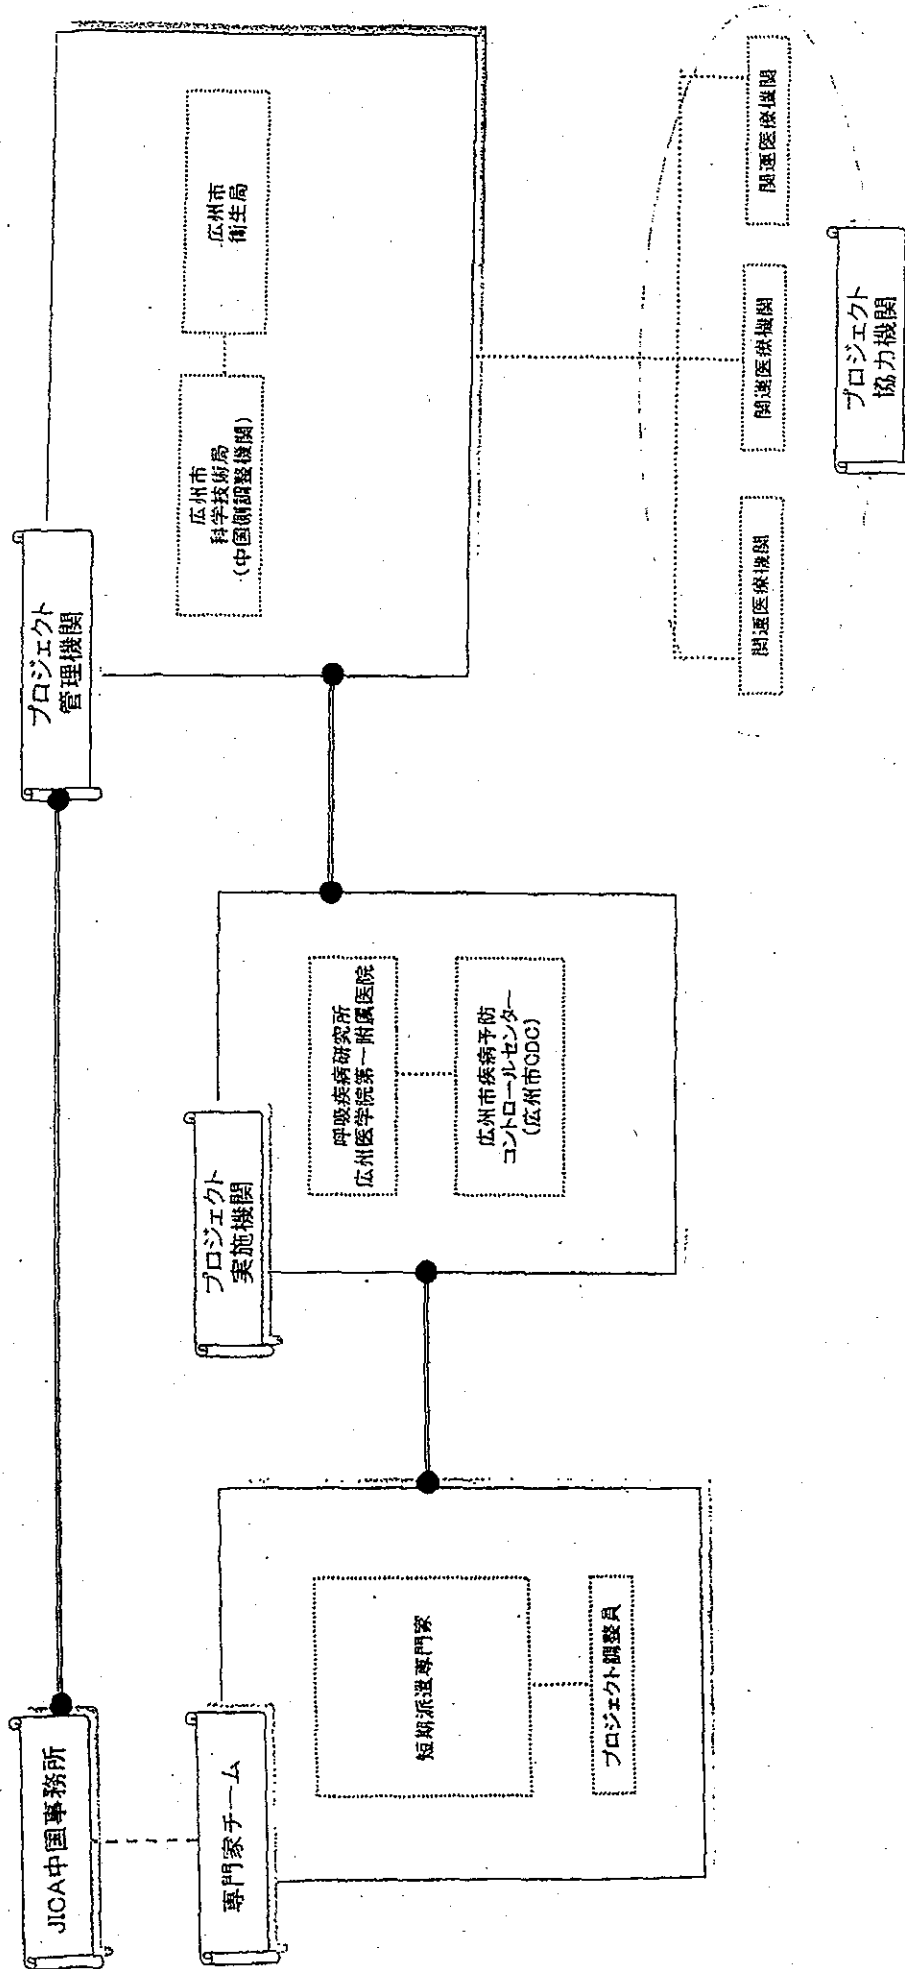 JICA中国事務所
専門家チーム
短期派遣専門家
プロジェクト調整員
プロジェクト
実施機関
呼吸疾病研究所
広州医学院第一附属医院
広州市疾病予防
コントロールセンター
(広州市CDC)
プロジェクト
管理機関
広州市
科学技術局
(中国側調整機関)
広州市
衛生局
関連医療機関
関連医療機関
関連医療機関
プロジェクト
協力機関